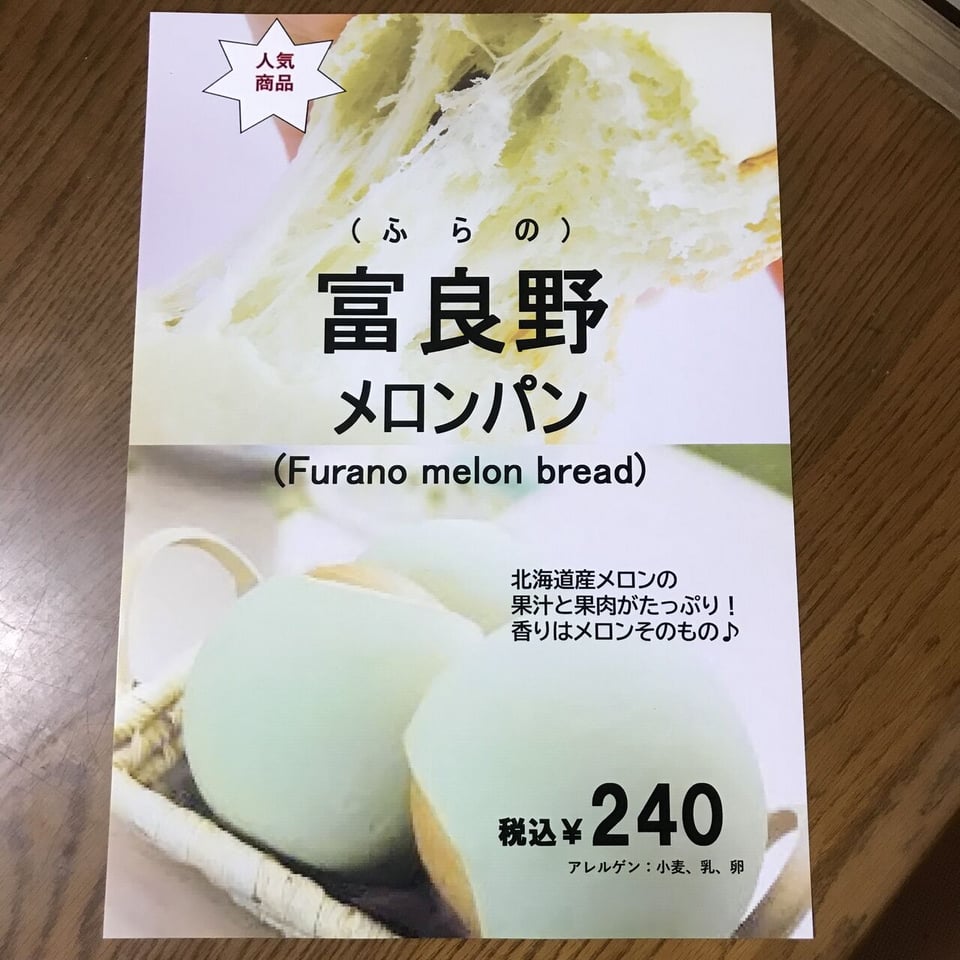 人気
商品
(ふらの)
富良野
メロンパン
(Furano melon bread)
北海道産メロンの
果汁と果肉がたっぷり！
香りはメロンそのもの♪
税込￥240
アレルゲン：小麦、乳、卵